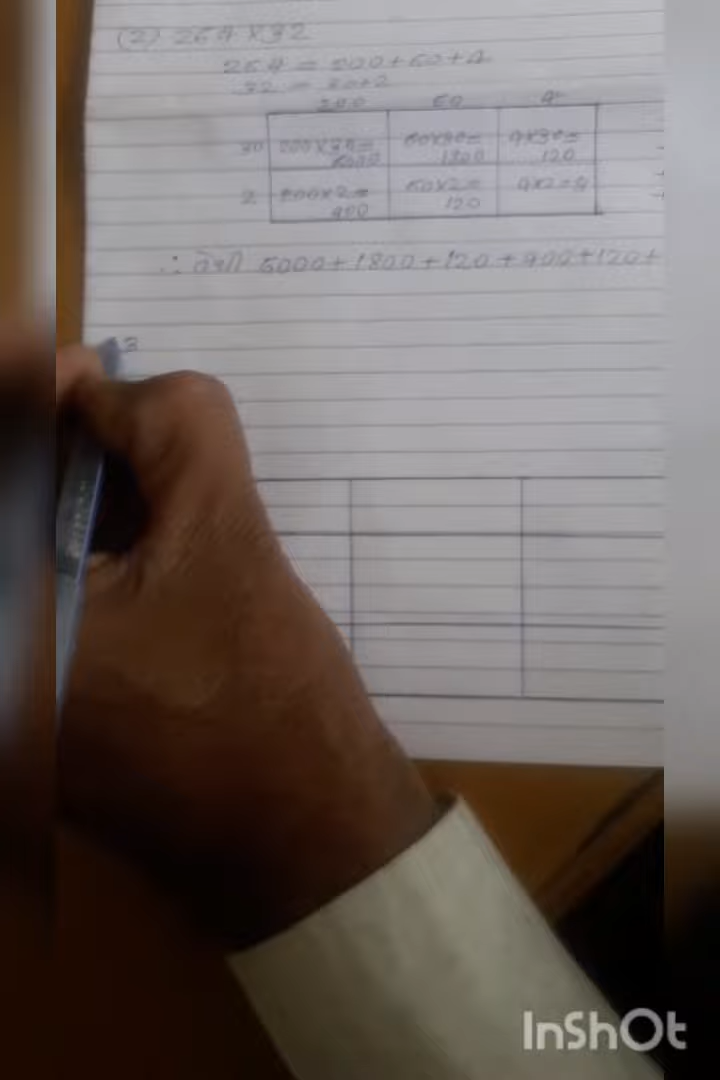 (2) 264 × 32
264 = 200 + 60 + 4
32 = 30 + 2
200 60 4
30 200×30= 60×30= 4×30=
6000 1800 120
2 200×2= 60×2= 4×2=8
400 120
∴ 6000 + 1800 + 120 + 400 + 120 +
3
InShOt